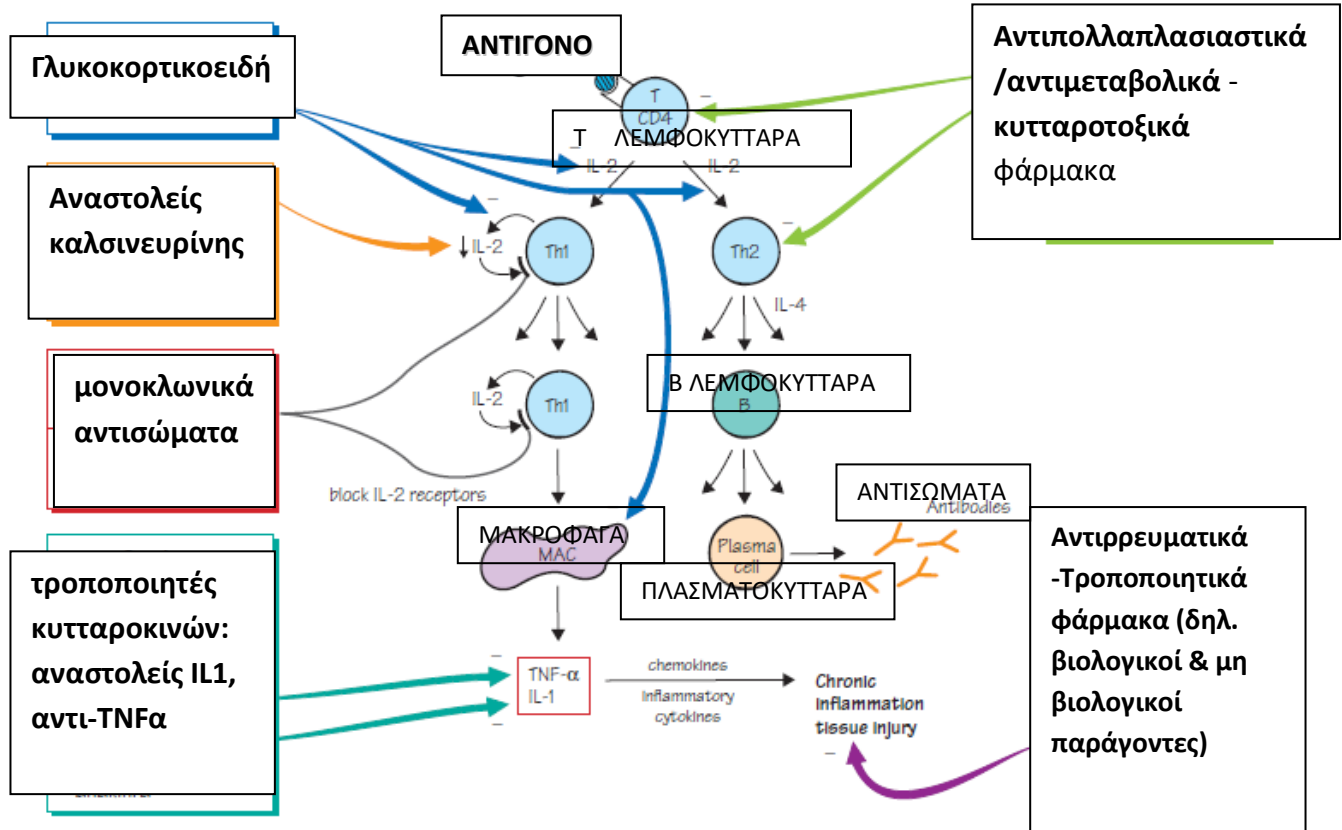 Γλυκοκορτικοειδή
ΑΝΤΙΓΟΝΟ
Αντιπολλαπλασιαστικά
/αντιμεταβολικά -
κυτταροτοξικά
φάρμακα
T
CD4
Τ ΛΕΜΦΟΚΥΤΤΑΡΑ
IL-2
IL-2
Αναστολείς
καλσινευρίνης
IL-2
Th1
Th2
IL-4
μονοκλωνικά
αντισώματα
IL-2
Th1
Β ΛΕΜΦΟΚΥΤΤΑΡΑ
B
block IL-2 receptors
ΜΑΚΡΟΦΑΓΑ
MAC
Plasma
cell
ΠΛΑΣΜΑΤΟΚΥΤΤΑΡΑ
ΑΝΤΙΣΩΜΑΤΑ
Antibodies
τροποποιητές
κυτταροκινών:
αναστολείς IL1,
αντι-TNFα
TNF-α
IL-1
chemokines
inflammatory
cytokines
Chronic
inflammation
tissue injury
Αντιρρευματικά
-Τροποποιητικά
φάρμακα (δηλ.
βιολογικοί & μη
βιολογικοί
παράγοντες)